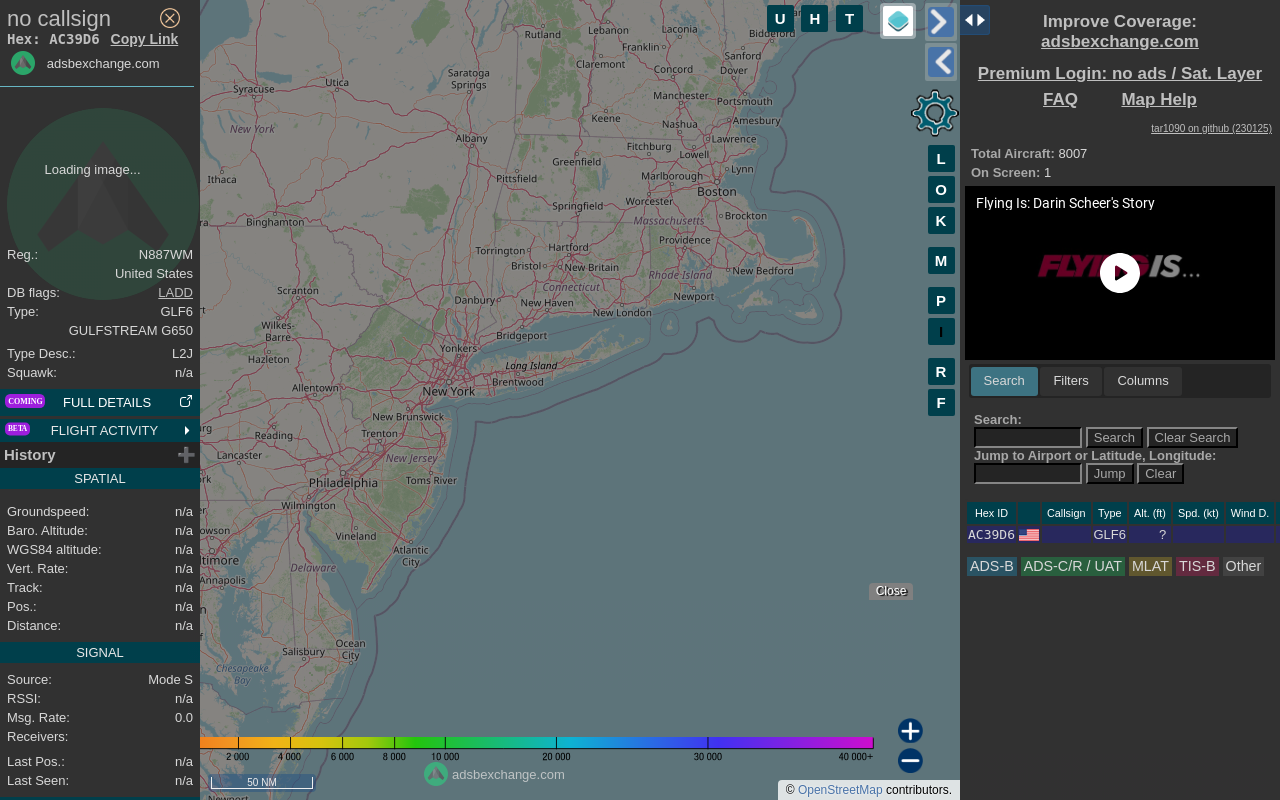 no callsign
Hex: AC39D6 Copy Link
adsbexchange.com
Loading image...
Reg.: N887WM
United States
DB flags: LADD
Type: GLF6
GULFSTREAM G650
Type Desc.: L2J
Squawk: n/a
COMING FULL DETAILS
BETA FLIGHT ACTIVITY
History
SPATIAL
Groundspeed: n/a
Baro. Altitude: n/a
WGS84 altitude: n/a
Vert. Rate: n/a
Track: n/a
Pos.: n/a
Distance: n/a
SIGNAL
Source: Mode S
RSSI: n/a
Msg. Rate: 0.0
Receivers:
Last Pos.: n/a
Last Seen: n/a
U H T
L
O
K
M
P
I
R
F
Rutland
Lebanon
Laconia
Franklin
Biddeford
Sanford
Claremont
Concord
Dover
Saratoga
Springs
Utica
Syracuse
Manchester
Portsmouth
Keene
Nashua
Amesbury
New York
Albany
Fitchburg
Lawrence
Greenfield
Lowell
Lynn
Ithaca
Pittsfield
Marlborough
Boston
Worcester
Springfield
Massachusetts
Brockton
Binghamton
Torrington
Hartford
Providence
Bristol
New Britain
Rhode Island
New Bedford
Connecticut
Scranton
Danbury
New Haven
New London
Newport
Wilkes-
Barre
Bridgeport
Yonkers
Hazleton
Long Island
Brentwood
Allentown
New York
New Brunswick
Reading
Trenton
Lancaster
New Jersey
Toms River
Philadelphia
Wilmington
Vineland
Atlantic
City
Delaware
Annapolis
Ocean
City
Salisbury
Chesapeake
Bay
Newport
Close
2 000 4 000 6 000 8 000 10 000 20 000 30 000 40 000+
50 NM
adsbexchange.com
© OpenStreetMap contributors.
Improve Coverage:
adsbexchange.com
Premium Login: no ads / Sat. Layer
FAQ Map Help
tar1090 on github (230125)
Total Aircraft: 8007
On Screen: 1
Flying Is: Darin Scheer's Story
FLYING IS...
Search Filters Columns
Search:
Search Clear Search
Jump to Airport or Latitude, Longitude:
Jump Clear
Hex ID Callsign Type Alt. (ft) Spd. (kt) Wind D.
AC39D6 GLF6 ?
ADS-B ADS-C/R / UAT MLAT TIS-B Other